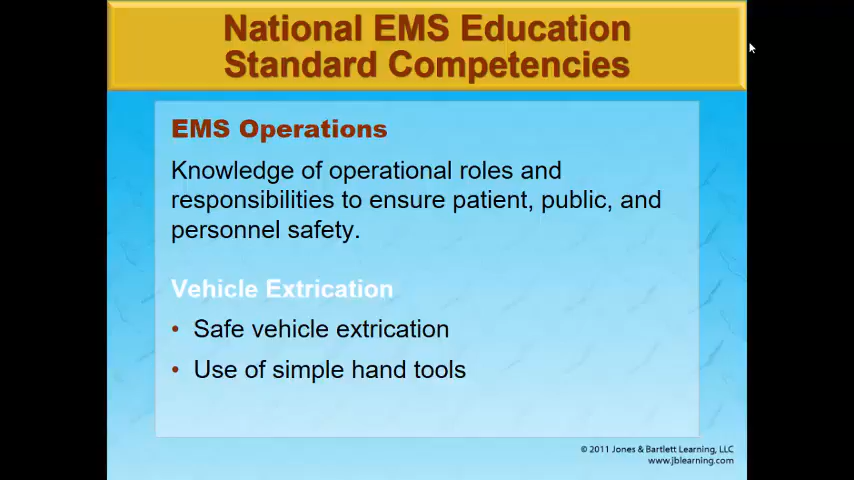 National EMS Education
Standard Competencies
EMS Operations
Knowledge of operational roles and
responsibilities to ensure patient, public, and
personnel safety.
Vehicle Extrication
• Safe vehicle extrication
• Use of simple hand tools
© 2011 Jones & Bartlett Learning, LLC
www.jblearning.com